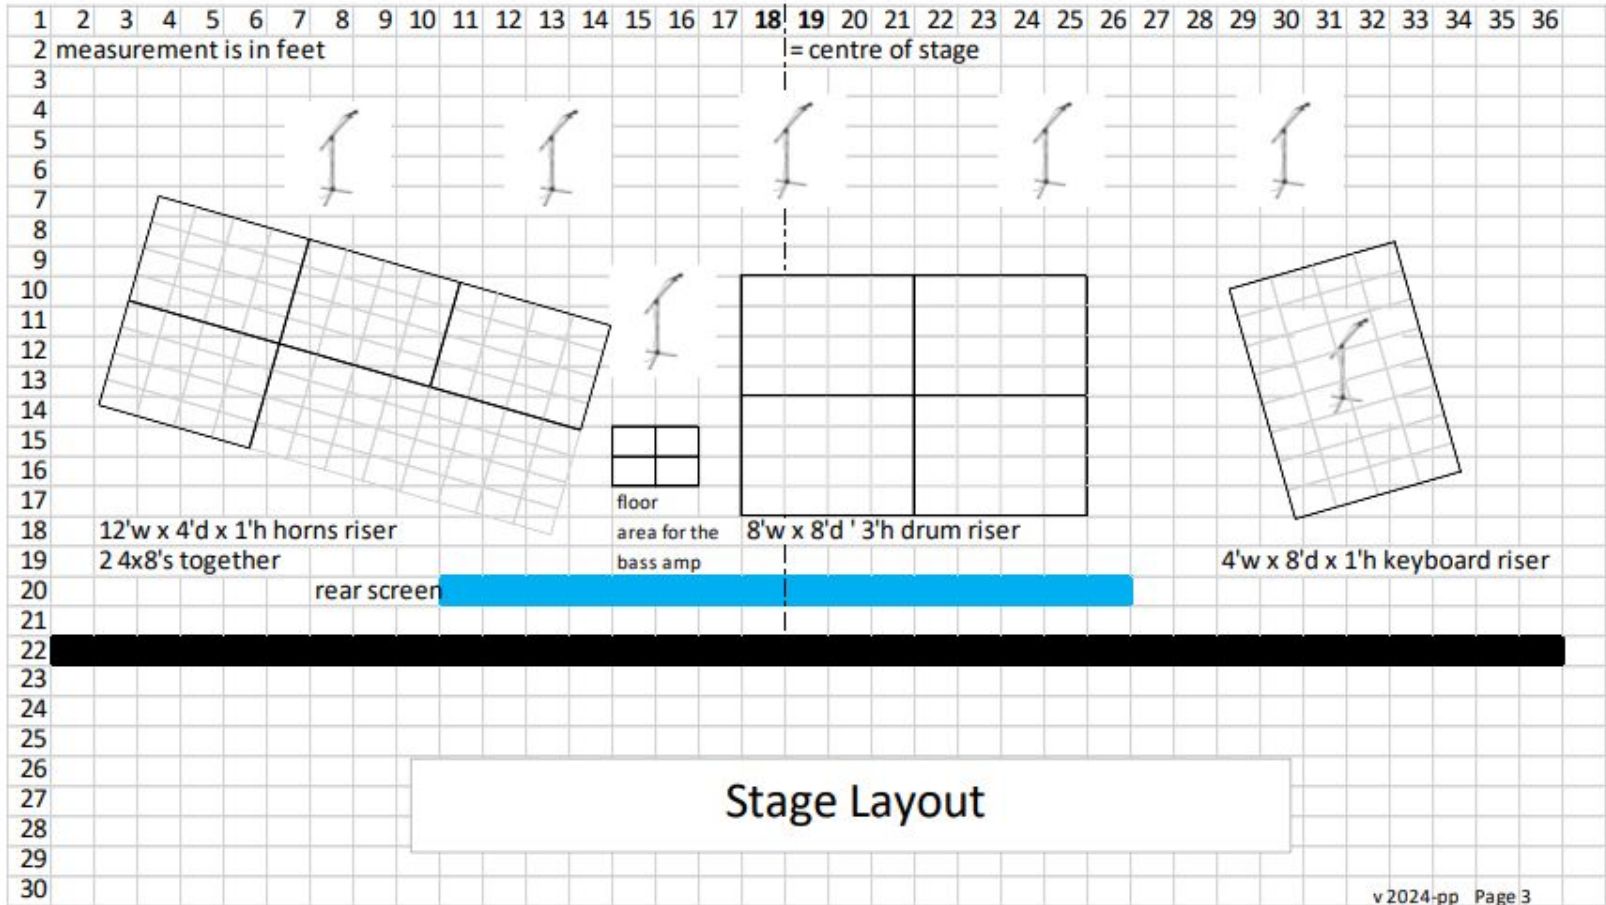 1 2 3 4 5 6 7 8 9 10 11 12 13 14 15 16 17 18 19 20 21 22 23 24 25 26 27 28 29 30 31 32 33 34 35 36
2 measurement is in feet = centre of stage
3
4
5
6
7
8
9
10
11
12
13
14
15
16
17 floor
18 12'w x 4'd x 1'h horns riser area for the 8'w x 8'd ' 3'h drum riser
19 2 4x8's together bass amp 4'w x 8'd x 1'h keyboard riser
20 rear screen
21
22
23
24
25
26
27 Stage Layout
28
29
30 v 2024-pp Page 3